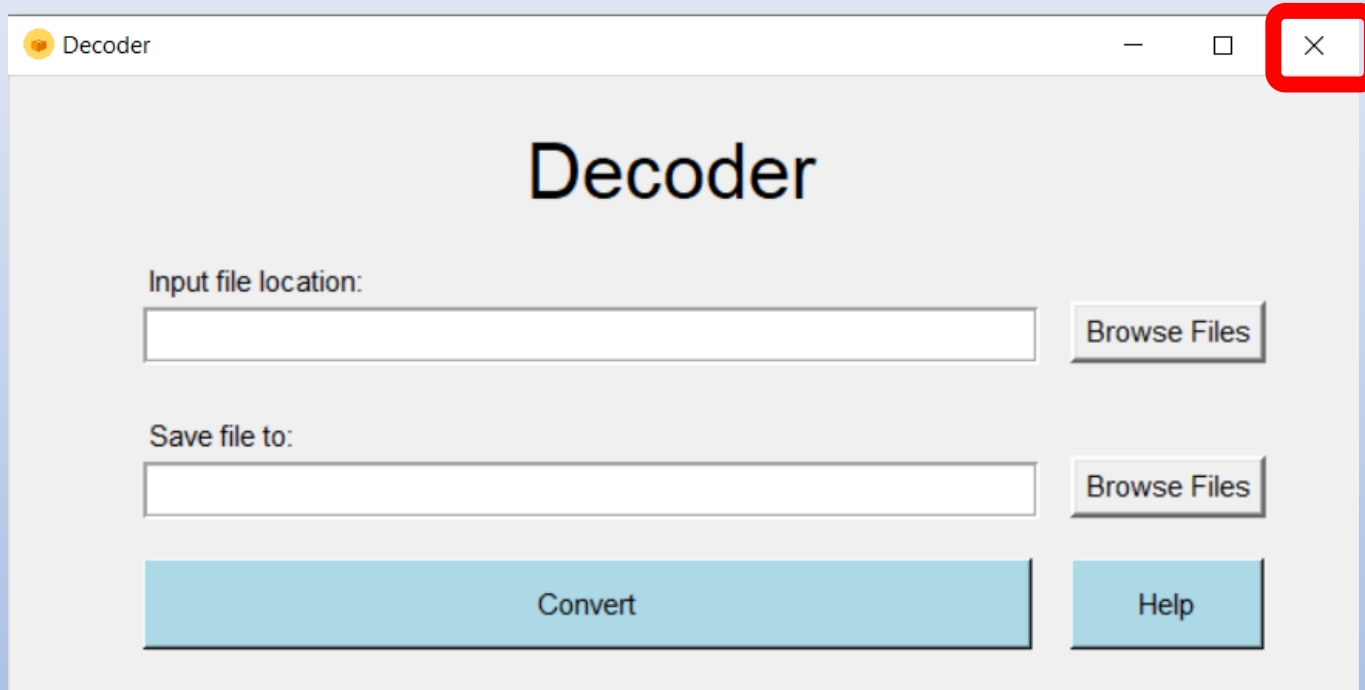 Decoder
Decoder
Input file location:
Browse Files
Save file to:
Browse Files
Convert
Help